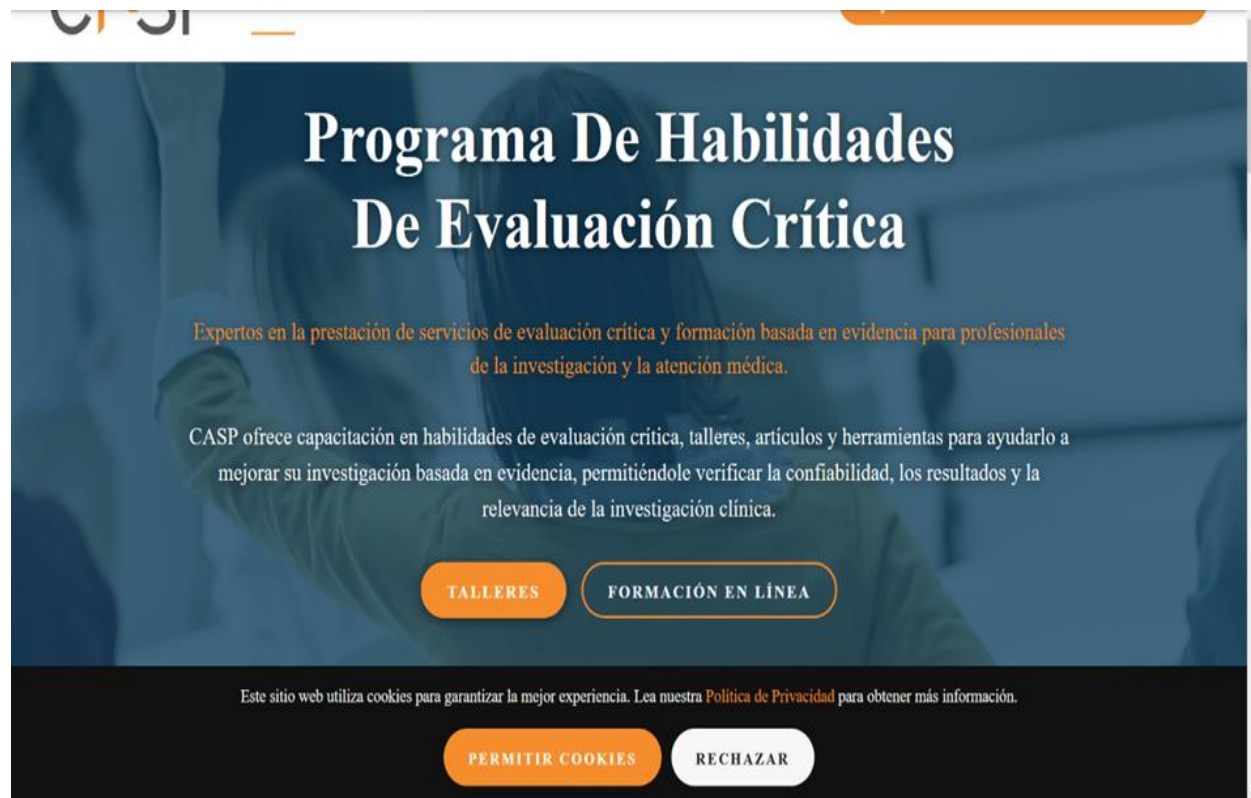 CASP
Programa De Habilidades
De Evaluación Crítica
Expertos en la prestación de servicios de evaluación crítica y formación basada en evidencia para profesionales
de la investigación y la atención médica.
CASP ofrece capacitación en habilidades de evaluación crítica, talleres, artículos y herramientas para ayudarlo a
mejorar su investigación basada en evidencia, permitiéndole verificar la confiabilidad, los resultados y la
relevancia de la investigación clínica.
TALLERES
FORMACIÓN EN LÍNEA
Este sitio web utiliza cookies para garantizar la mejor experiencia. Lea nuestra Política de Privacidad para obtener más información.
PERMITIR COOKIES
RECHAZAR